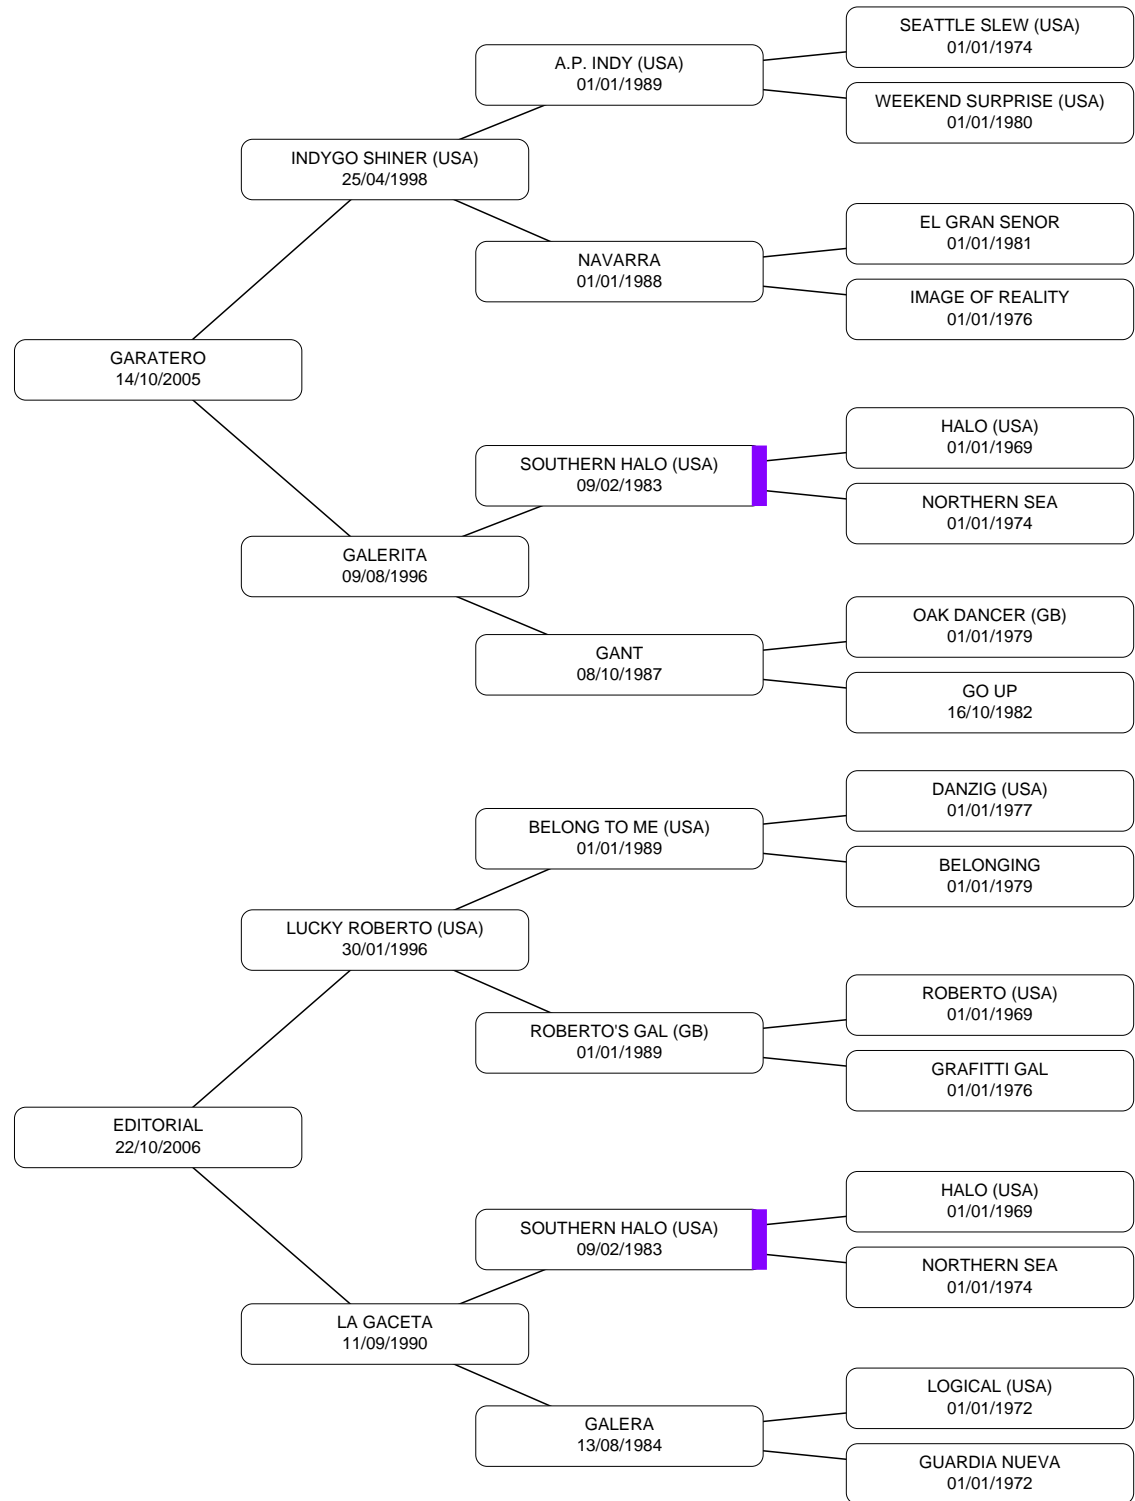 SEATTLE SLEW (USA)
01/01/1974
A.P. INDY (USA)
01/01/1989
WEEKEND SURPRISE (USA)
01/01/1980
INDYGO SHINER (USA)
25/04/1998
EL GRAN SENOR
01/01/1981
NAVARRA
01/01/1988
IMAGE OF REALITY
01/01/1976
GARATERO
14/10/2005
HALO (USA)
01/01/1969
SOUTHERN HALO (USA)
09/02/1983
NORTHERN SEA
01/01/1974
GALERITA
09/08/1996
OAK DANCER (GB)
01/01/1979
GANT
08/10/1987
GO UP
16/10/1982
DANZIG (USA)
01/01/1977
BELONG TO ME (USA)
01/01/1989
BELONGING
01/01/1979
LUCKY ROBERTO (USA)
30/01/1996
ROBERTO (USA)
01/01/1969
ROBERTO'S GAL (GB)
01/01/1989
GRAFITTI GAL
01/01/1976
EDITORIAL
22/10/2006
HALO (USA)
01/01/1969
SOUTHERN HALO (USA)
09/02/1983
NORTHERN SEA
01/01/1974
LA GACETA
11/09/1990
LOGICAL (USA)
01/01/1972
GALERA
13/08/1984
GUARDIA NUEVA
01/01/1972